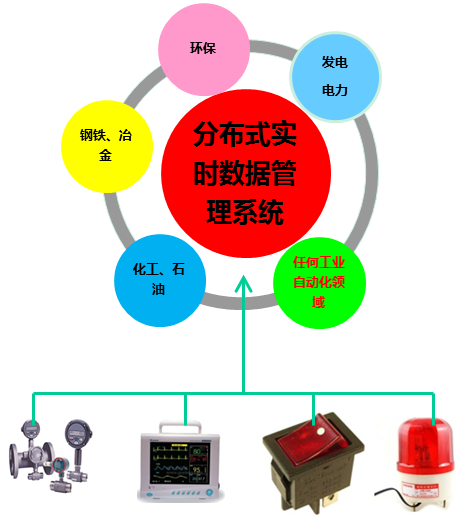 环保
发电
电力
分布式实
时数据管
理系统
钢铁、冶
金
化工、石
油
任何工业
自动化领
域